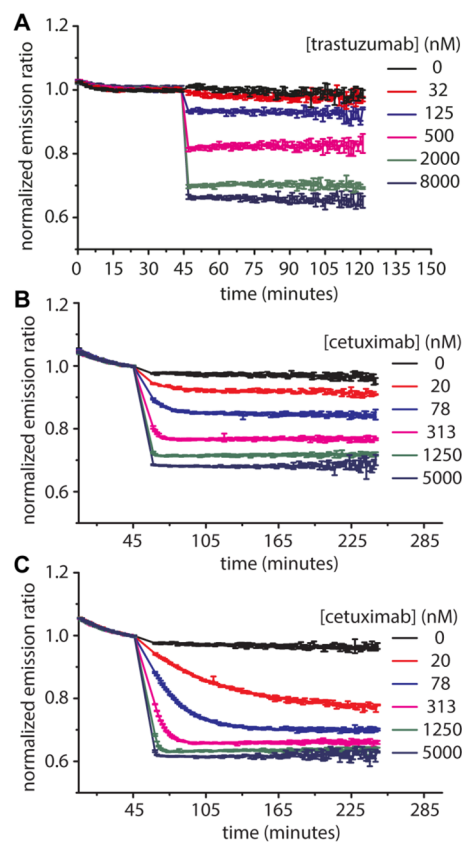 A
normalized emission ratio
1.2
1.0
0.8
0.6
[trastuzumab] (nM)
0
32
125
500
2000
8000
0 15 30 45 60 75 90 105 120 135 150
time (minutes)
B
normalized emission ratio
1.2
1.0
0.8
0.6
[cetuximab] (nM)
0
20
78
313
1250
5000
45 105 165 225 285
time (minutes)
C
normalized emission ratio
1.2
1.0
0.8
0.6
[cetuximab] (nM)
0
20
78
313
1250
5000
45 105 145 225 285
time (minutes)